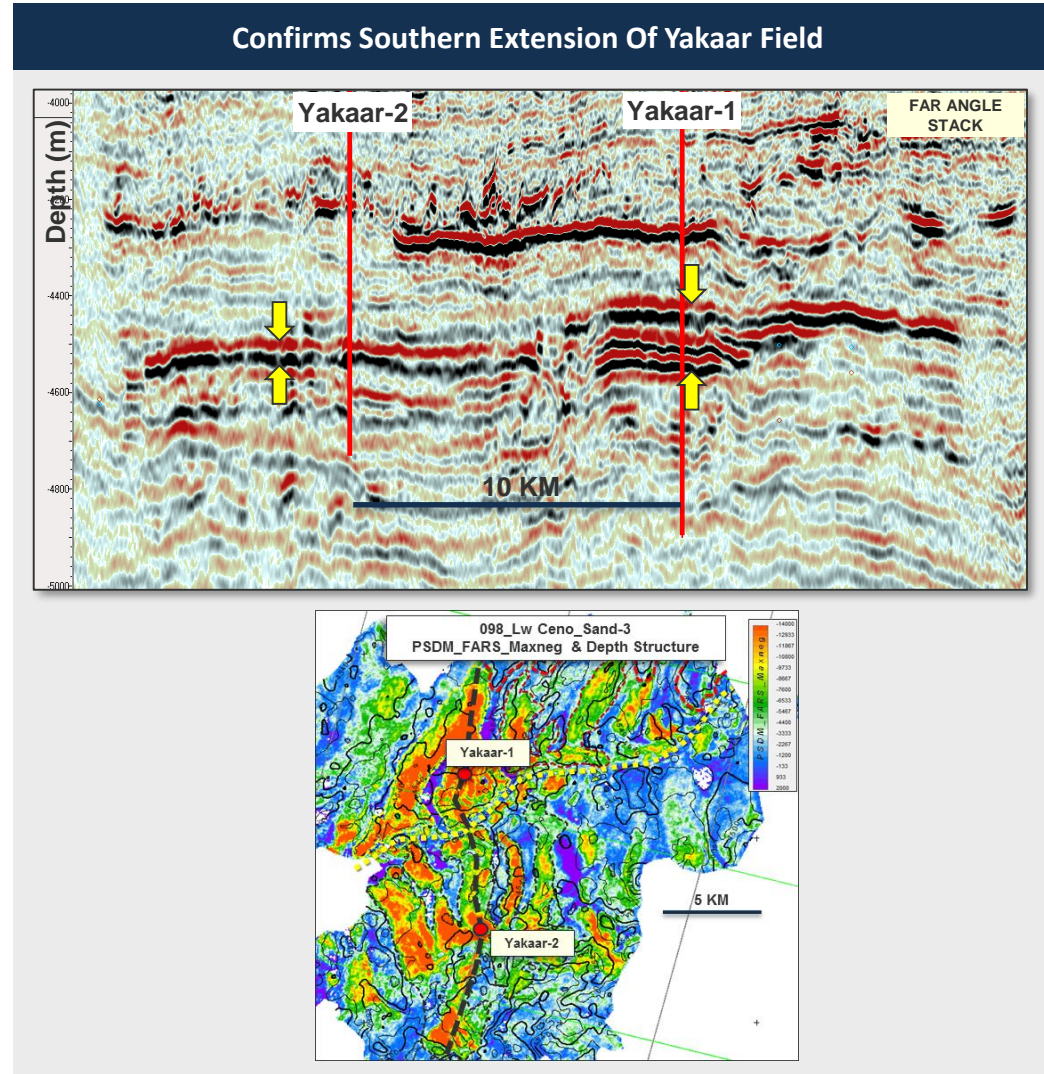 Confirms Southern Extension Of Yakaar Field
-4000-
Yakaar-2
Yakaar-1
FAR ANGLE
STACK
Depth (m)
-4200-
-4400-
-4600-
-4800-
-5000-
10 KM
098_Lw Ceno_Sand-3
PSDM_FARS_Maxneg & Depth Structure
PSDM_FARS_Maxneg
-14000
-12933
-11867
-10800
-9733
-8667
-7600
-6533
-5467
-4400
-3333
-2267
-1200
-133
933
2000
Yakaar-1
5 KM
Yakaar-2